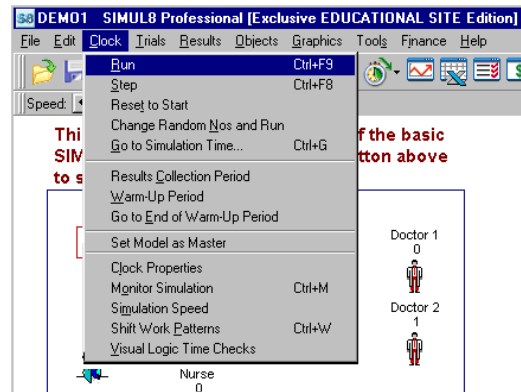 S8 DEMO1 SIMUL8 Professional [Exclusive EDUCATIONAL SITE Edition]
File Edit Clock Trials Results Objects Graphics Tools Finance Help
Speed:
Run Ctrl+F9
Step Ctrl+F8
Reset to Start
Change Random Nos and Run
Go to Simulation Time... Ctrl+G
Results Collection Period
Warm-Up Period
Go to End of Warm-Up Period
Set Model as Master
Clock Properties
Monitor Simulation Ctrl+M
Simulation Speed
Shift Work Patterns Ctrl+W
Visual Logic Time Checks
Thi f the basic
SIM tton above
to s
Doctor 1
0
Doctor 2
1
Nurse
0